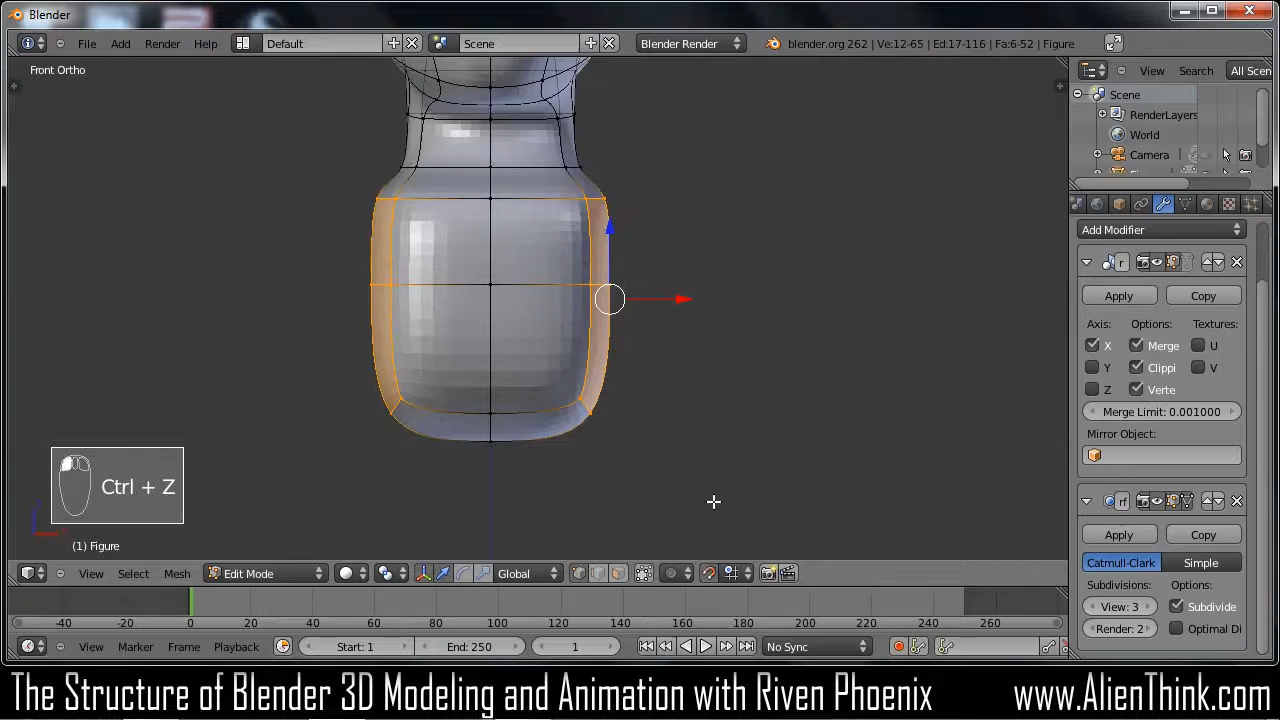 Blender
File Add Render Help Default Scene Blender Render blender.org 262 | Ve:12-65 | Ed:17-116 | Fa:6-52 | Figure
View Search All Scen
Front Ortho
Scene
RenderLayers
World
Camera
Add Modifier
r
Apply Copy
Axis: Options: Textures:
X Merge U
Y Clippi V
Z Verte
Merge Limit: 0.001000
Mirror Object:
rf
Apply Copy
Catmull-Clark Simple
Subdivisions: Options:
View: 3 Subdivide
Render: 2 Optimal Di
Ctrl + Z
(1) Figure
View Select Mesh Edit Mode Global
-40 -20 0 20 40 60 80 100 120 140 160 180 200 220 240 260
View Marker Frame Playback Start: 1 End: 250 1 No Sync
The Structure of Blender 3D Modeling and Animation with Riven Phoenix www.AlienThink.com